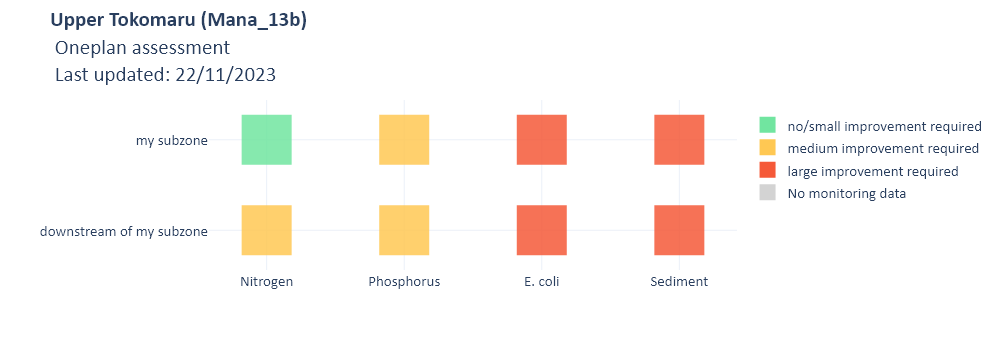 Upper Tokomaru (Mana_13b)
Oneplan assessment
Last updated: 22/11/2023
my subzone
downstream of my subzone
Nitrogen
Phosphorus
E. coli
Sediment
no/small improvement required
medium improvement required
large improvement required
No monitoring data